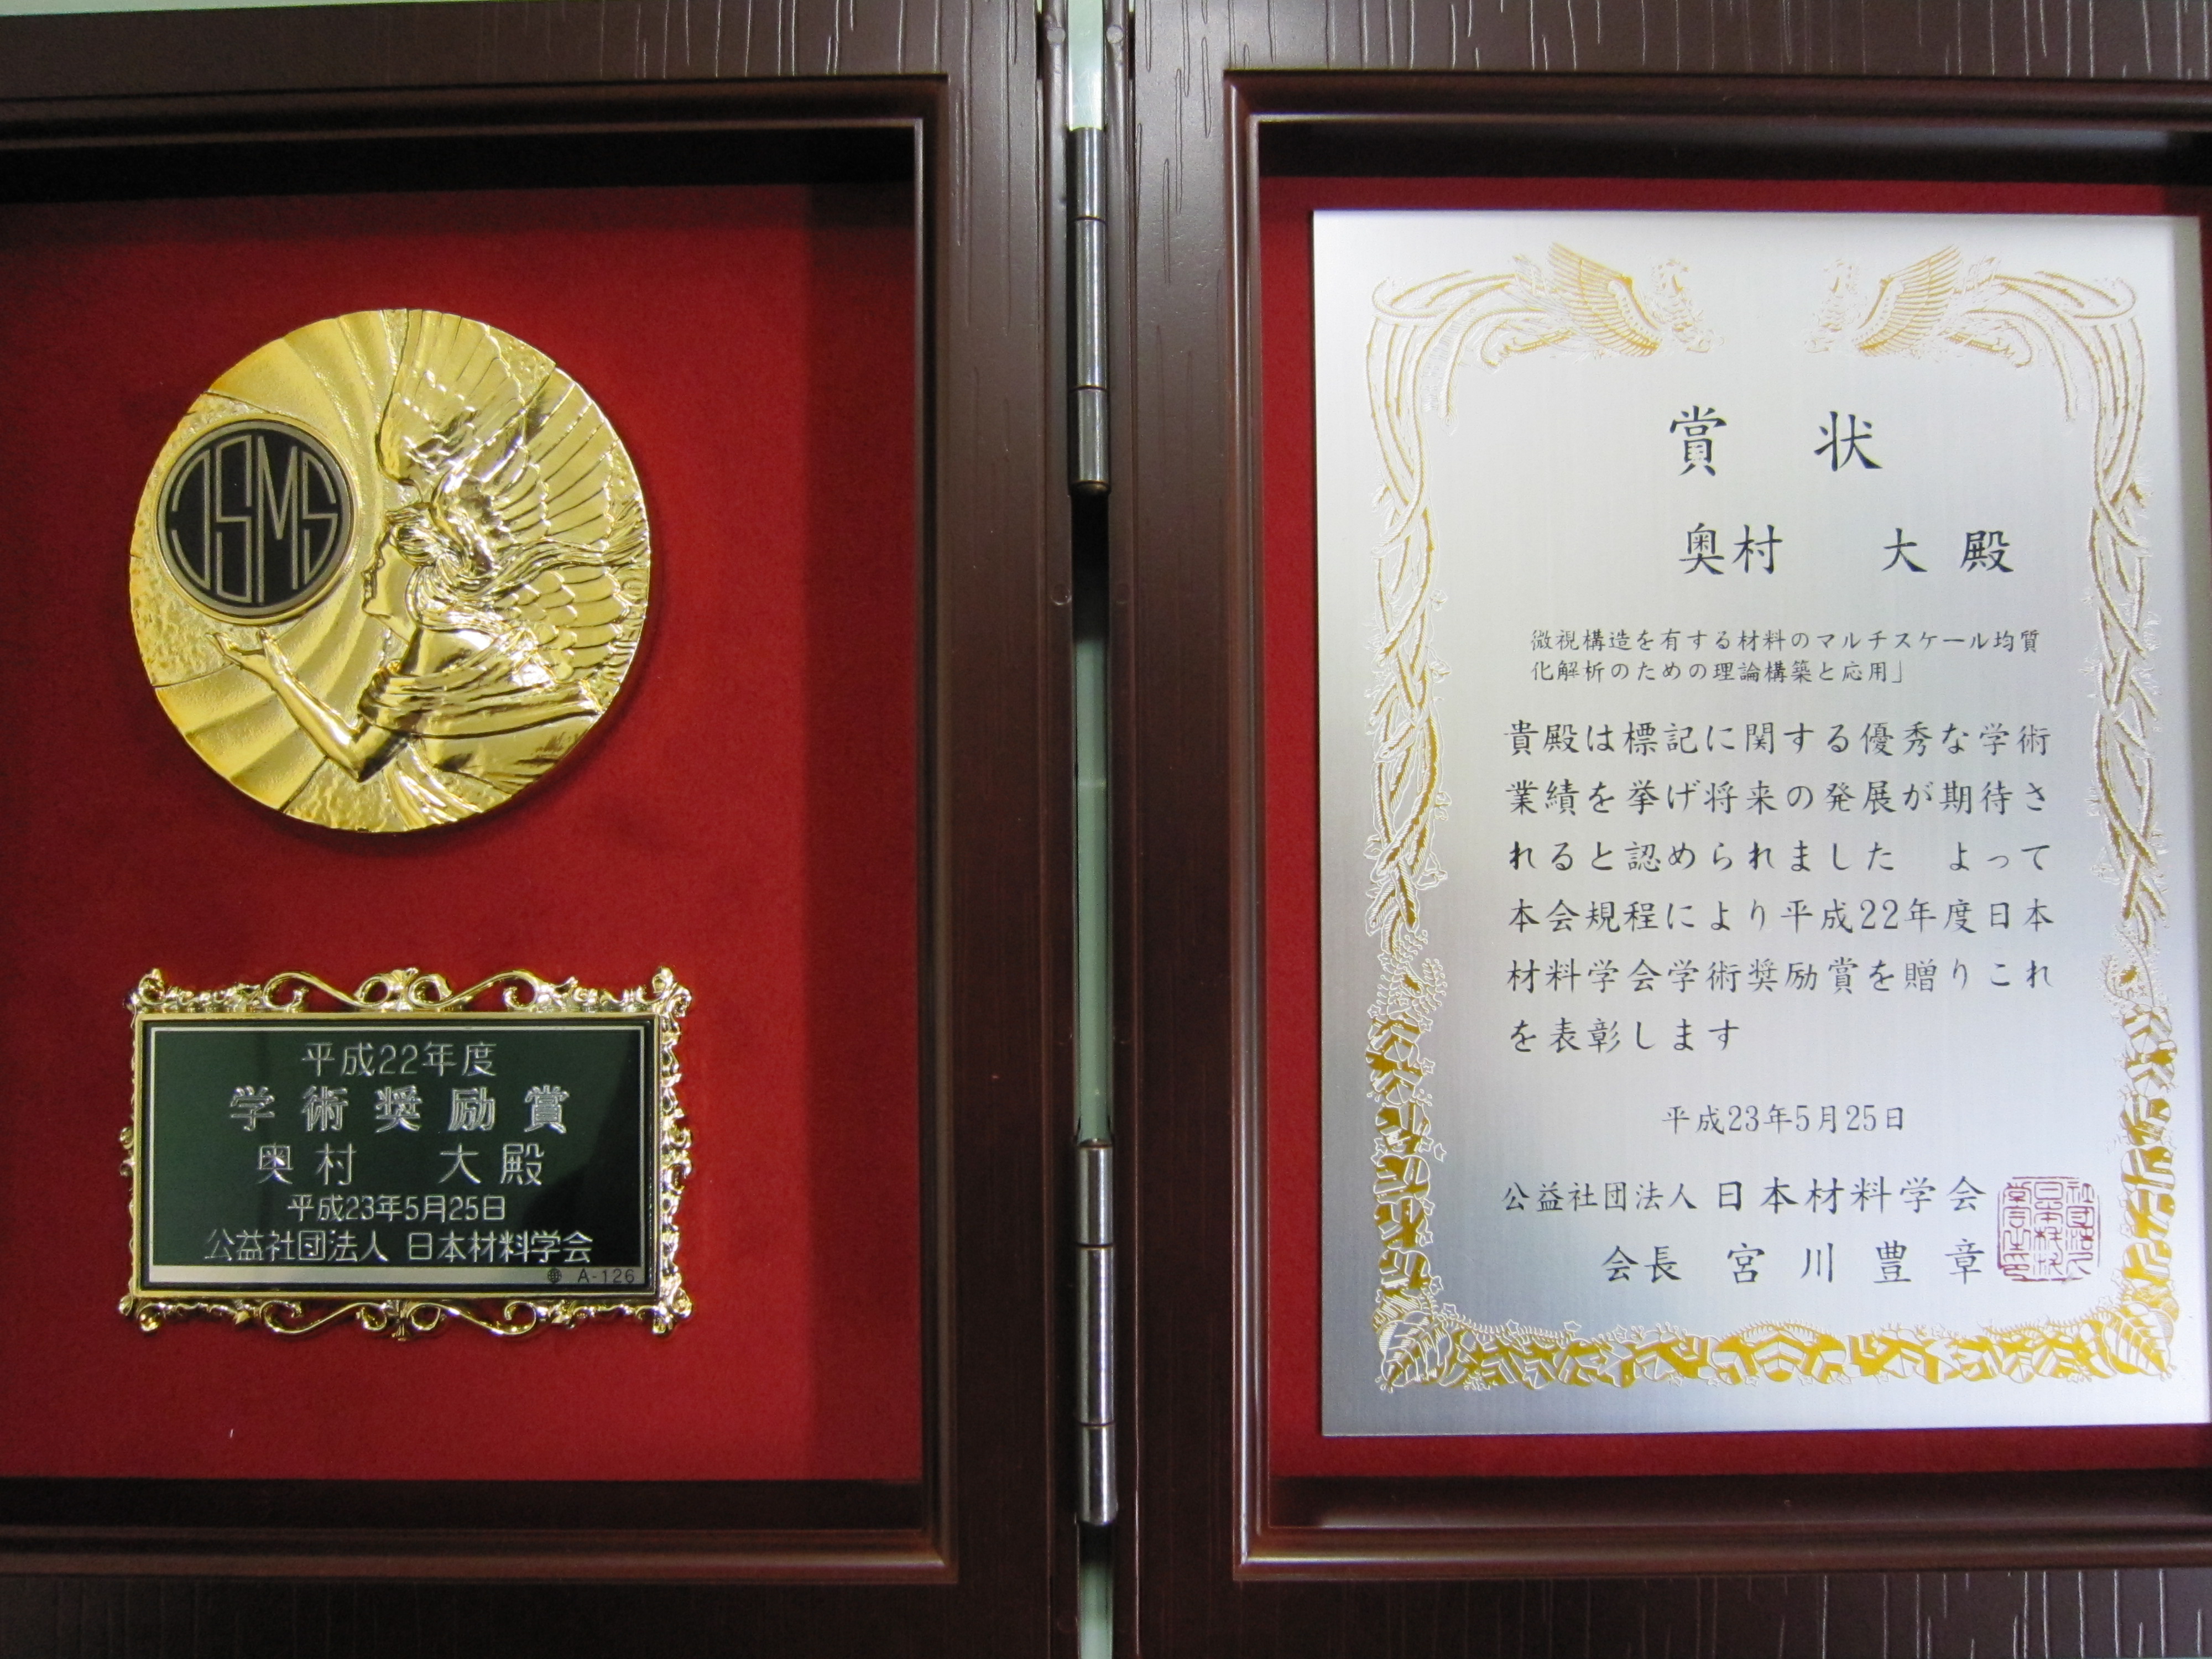 JSMS
平成22年度
学術奨励賞
奥村 大殿
平成23年5月25日
公益社団法人 日本材料学会
A-126
賞 状
奥村 大 殿
微視構造を有する材料のマルチスケール均質
化解析のための理論構築と応用」
貴殿は標記に関する優秀な学術
業績を挙げ将来の発展が期待さ
れると認められました よって
本会規程により平成22年度日本
材料学会学術奨励賞を贈りこれ
を表彰します
平成23年5月25日
公益社団法人 日本材料学会
会長 宮川豊章